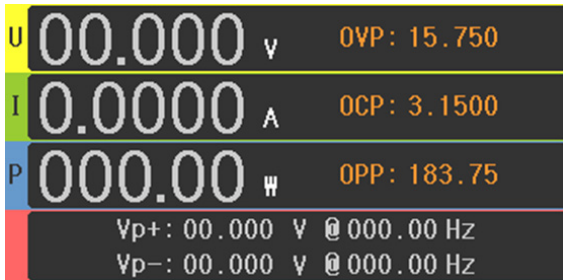 U 00.000 V OVP: 15.750
I 0.0000 A OCP: 3.1500
P 000.00 W OPP: 183.75
Vp+: 00.000 V @000.00 Hz
Vp-: 00.000 V @000.00 Hz